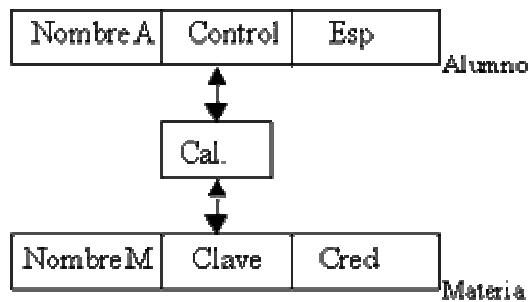 NombreA Control Esp
Alumno
Cal.
NombreM Clave Cred
Materia